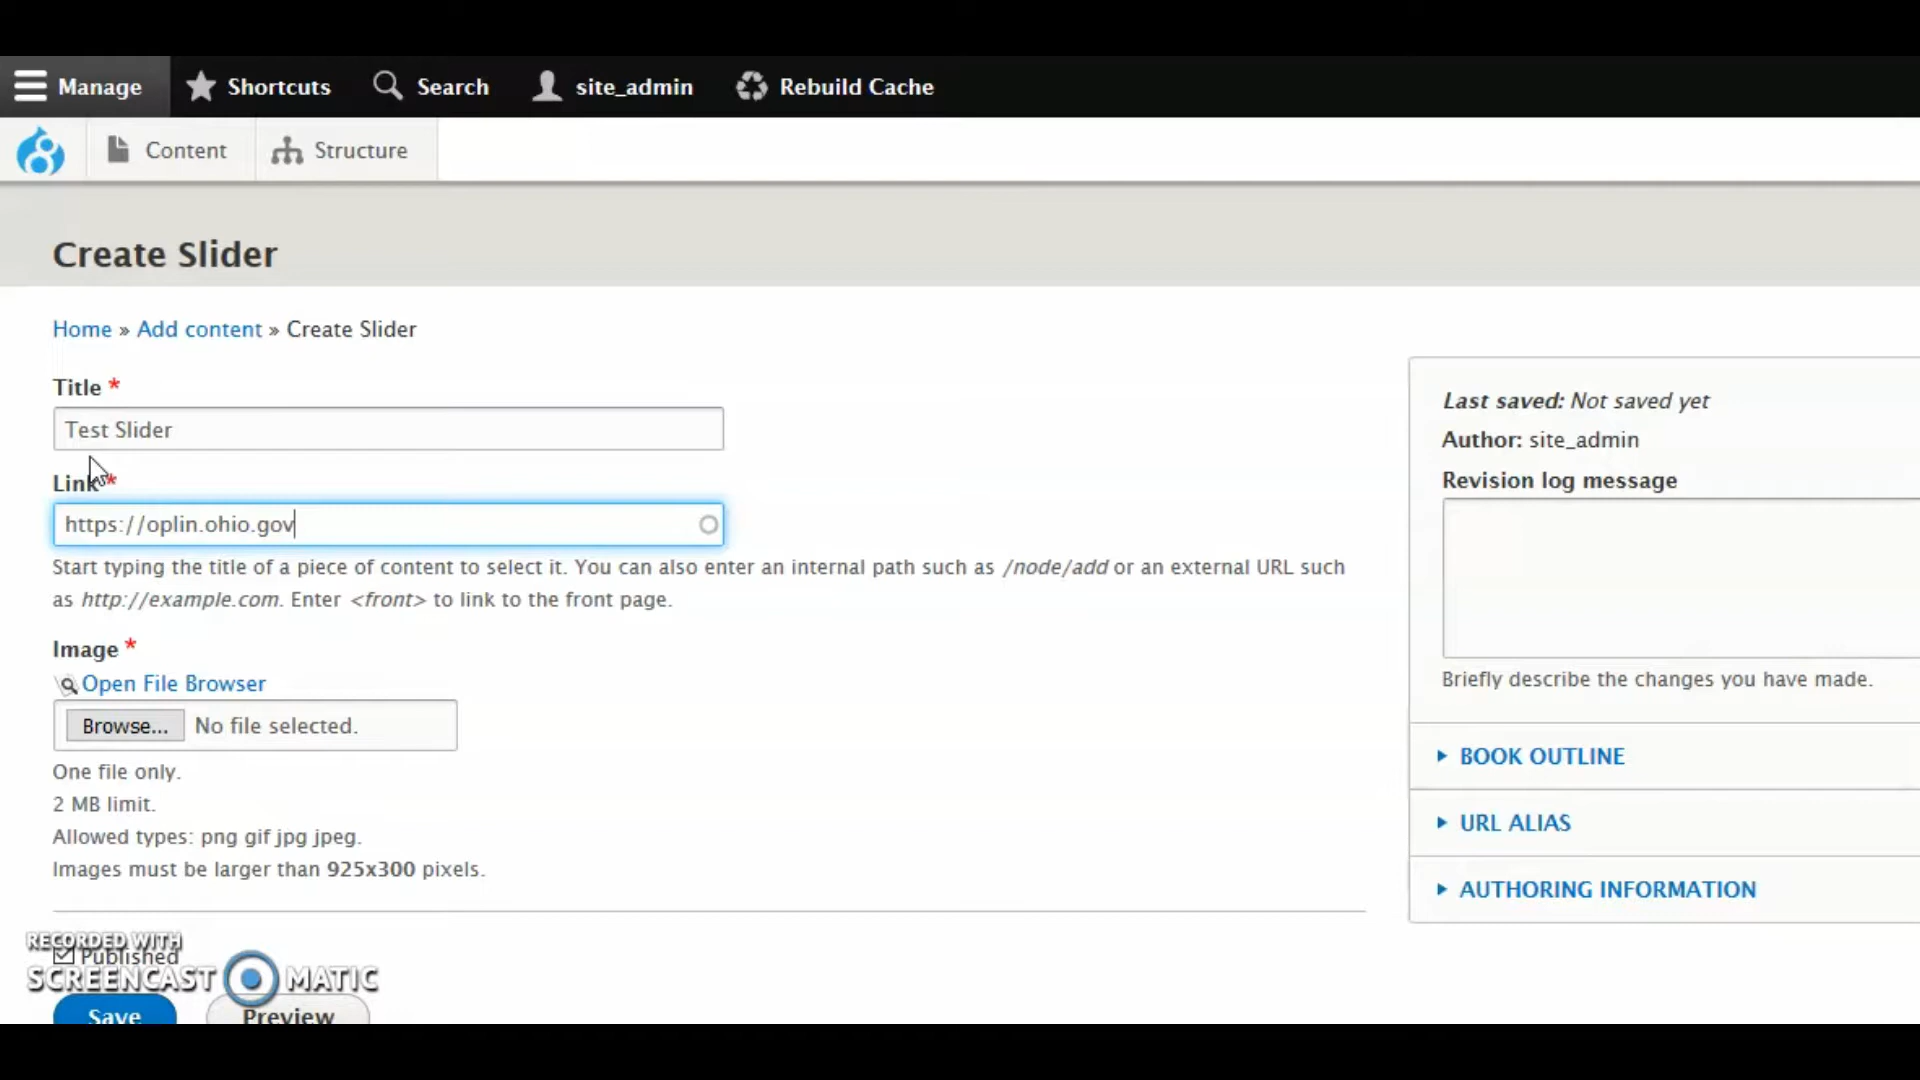 Manage Shortcuts Search site_admin Rebuild Cache
Content Structure
Create Slider
Home » Add content » Create Slider
Title *
Test Slider
Link *
https://oplin.ohio.gov
Start typing the title of a piece of content to select it. You can also enter an internal path such as /node/add or an external URL such
as http://example.com. Enter <front> to link to the front page.
Image *
Open File Browser
Browse... No file selected.
One file only.
2 MB limit.
Allowed types: png gif jpg jpeg.
Images must be larger than 925x300 pixels.
Published
Save Preview
Last saved: Not saved yet
Author: site_admin
Revision log message
Briefly describe the changes you have made.
BOOK OUTLINE
URL ALIAS
AUTHORING INFORMATION
RECORDED WITH
SCREENCAST MATIC